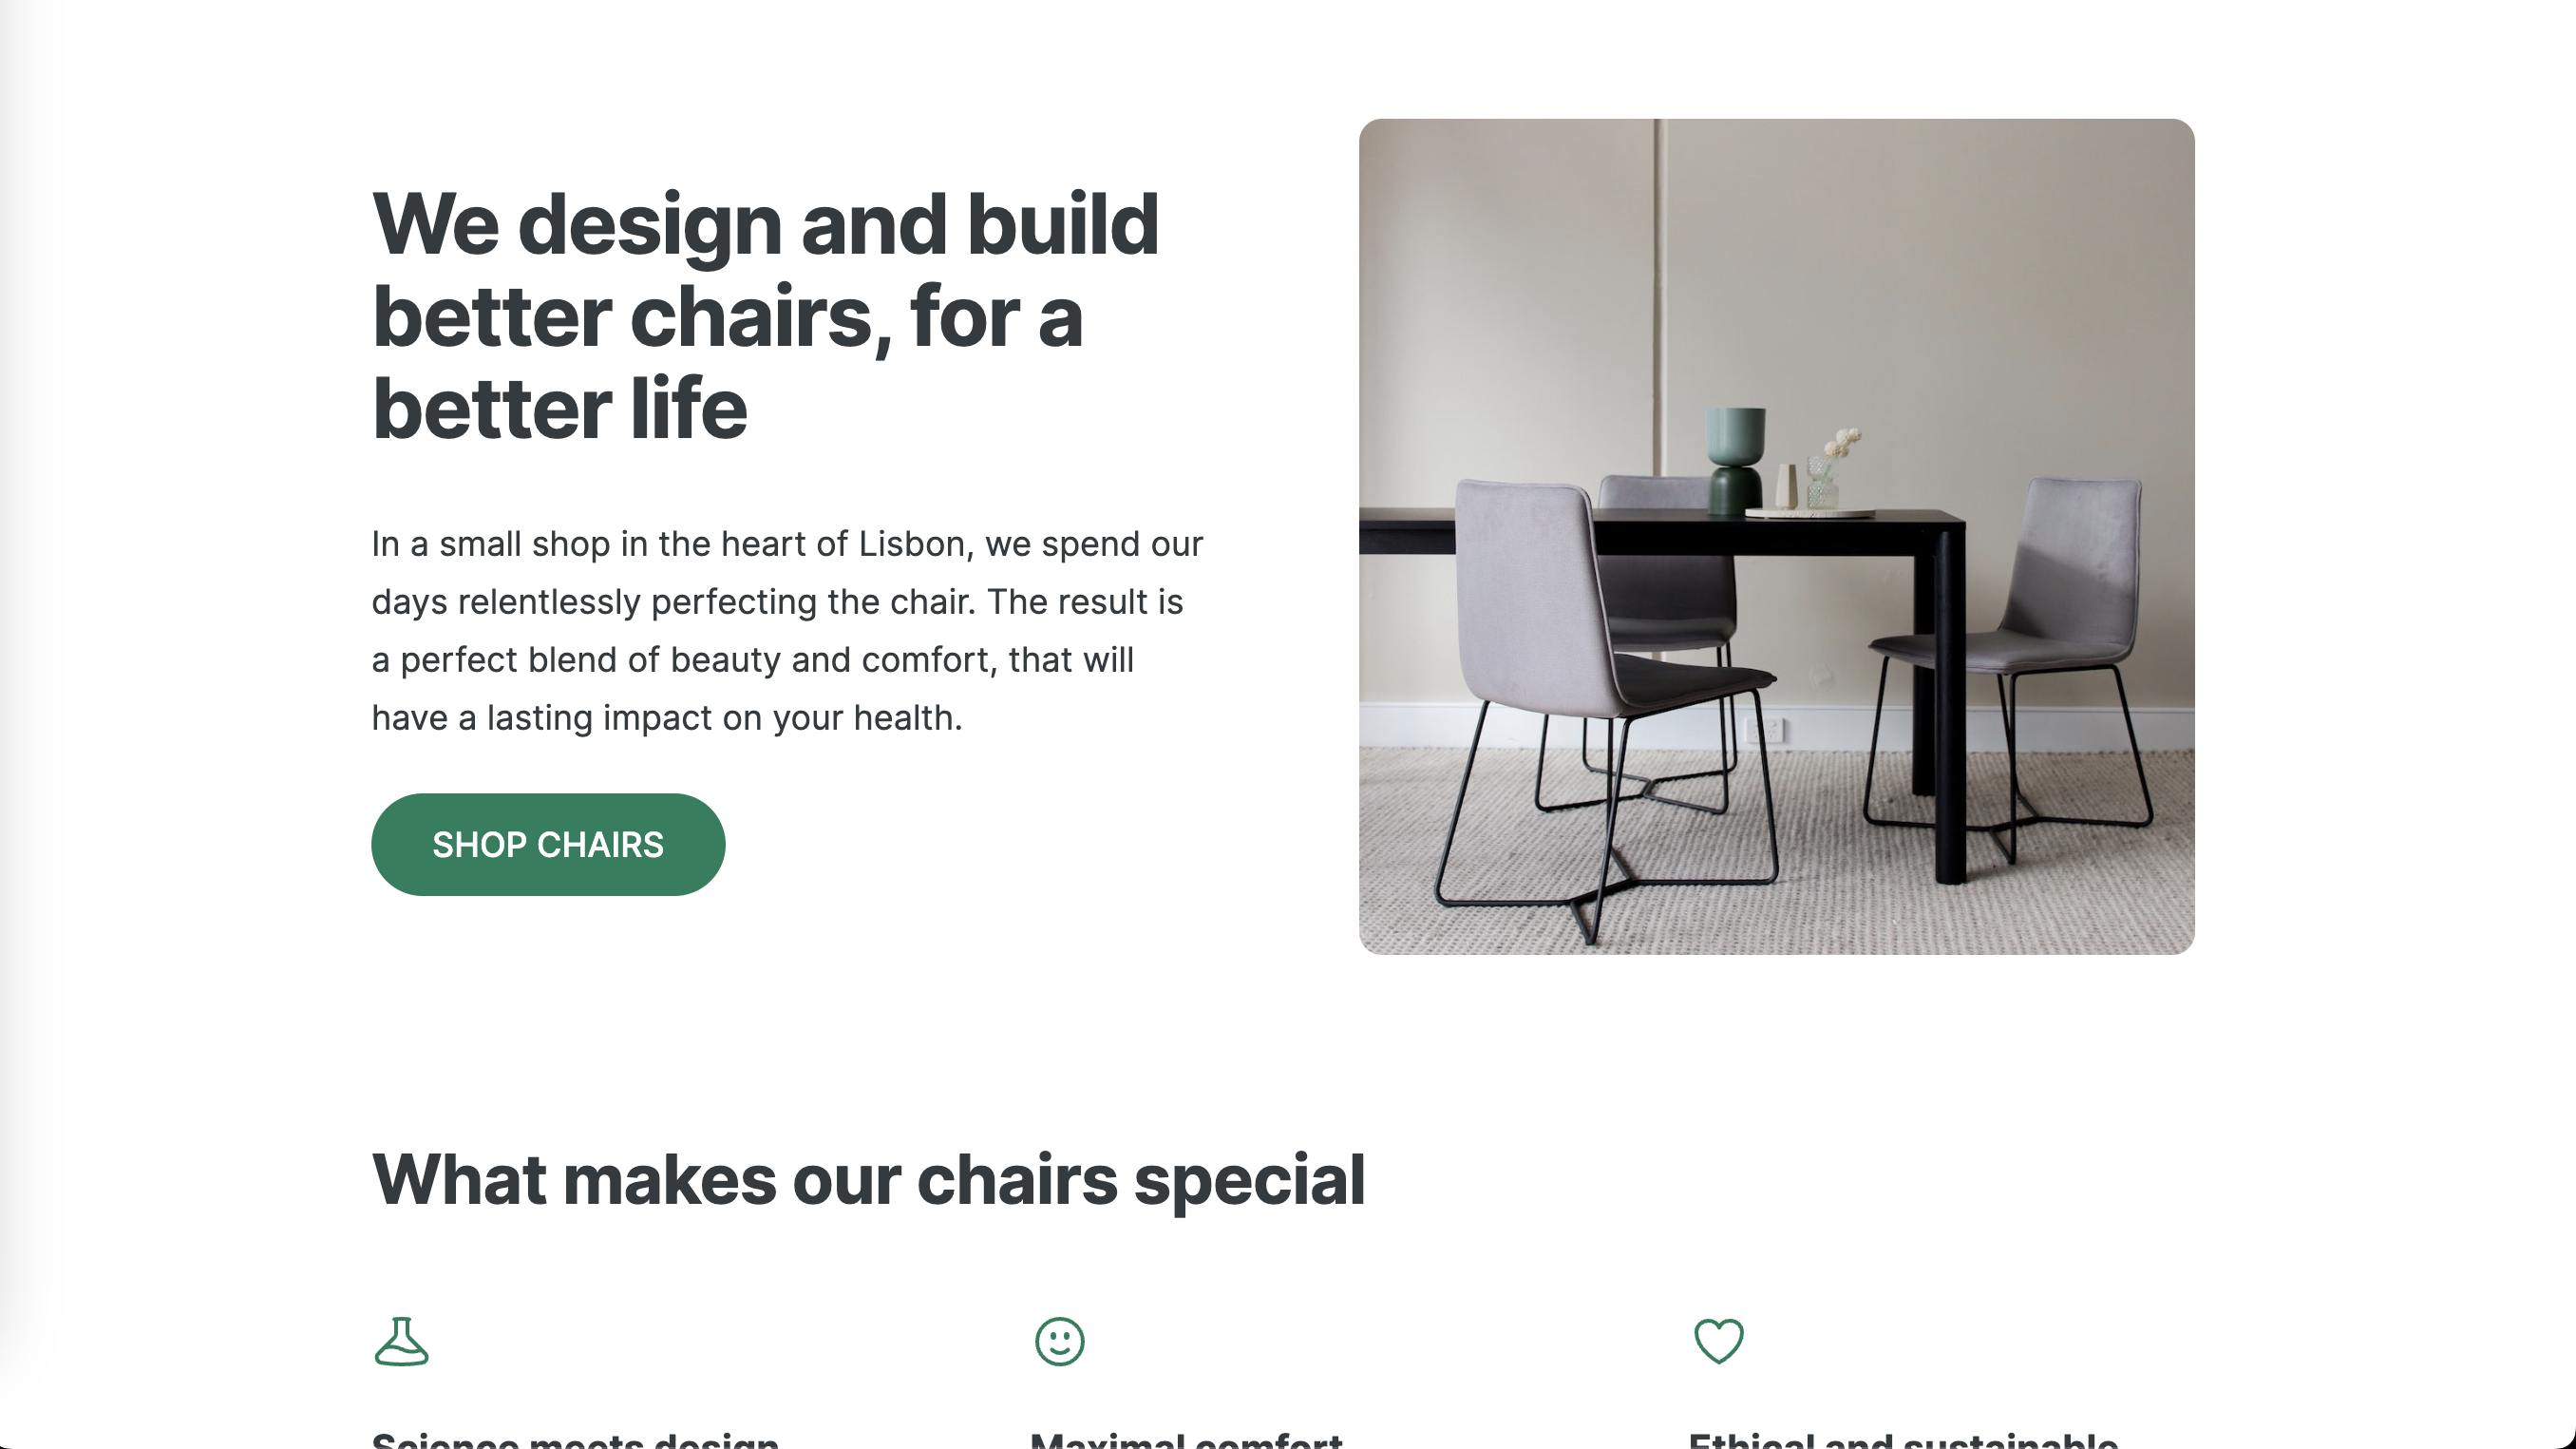 We design and build
better chairs, for a
better life
In a small shop in the heart of Lisbon, we spend our
days relentlessly perfecting the chair. The result is
a perfect blend of beauty and comfort, that will
have a lasting impact on your health.
SHOP CHAIRS
What makes our chairs special
Science meets design
Maximal comfort
Ethical and sustainable